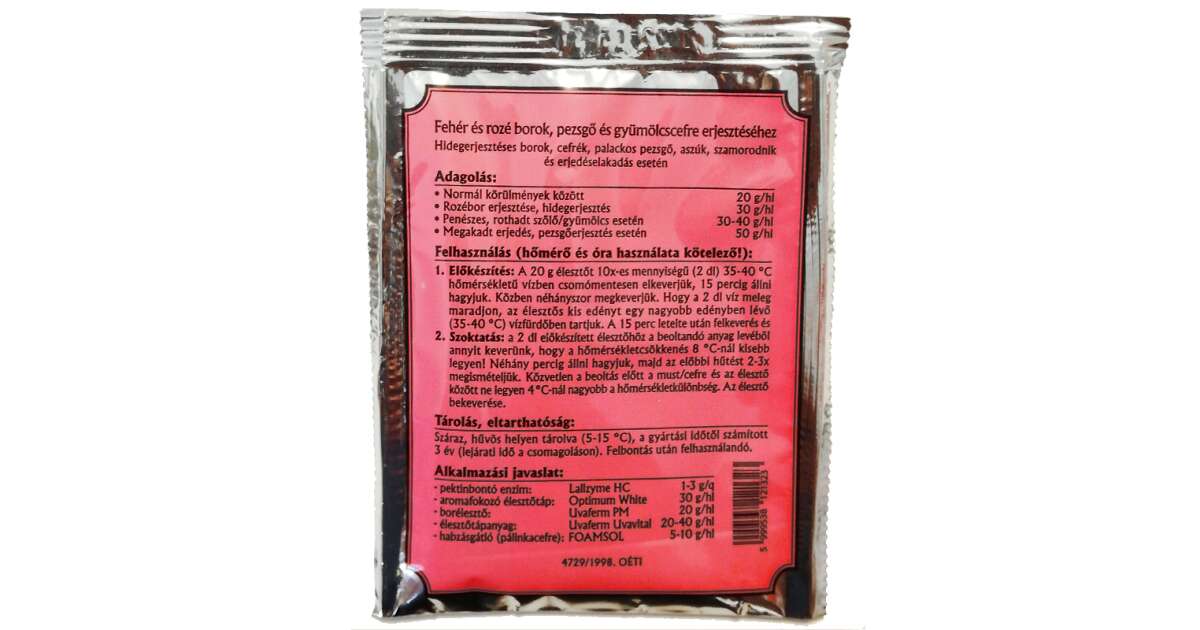 Fehér és rozé borok, pezsgő és gyümölcscefre erjesztéséhez
Hidegerjesztéses borok, cefrék, palackos pezsgő, aszúk, szamorodnik
és erjedéselakadás esetén
Adagolás:
• Normál körülmények között 20 g/hl
• Rozébor erjesztése, hidegerjesztés 30 g/hl
• Penészes, rothadt szőlő/gyümölcs esetén 30-40 g/hl
• Megakadt erjedés, pezsgőerjesztés esetén 50 g/hl
Felhasználás (hőmérő és óra használata kötelező!):
1. Előkészítés: A 20 g élesztőt 10x-es mennyiségű (2 dl) 35-40 °C
hőmérsékletű vízben csomómentesen elkeverjük, 15 percig állni
hagyjuk. Közben néhányszor megkeverjük. Hogy a 2 dl víz meleg
maradjon, az élesztős kis edényt egy nagyobb edényben lévő
(35-40 °C) vízfürdőben tartjuk. A 15 perc letelte után felkeverés és
2. Szoktatás: a 2 dl előkészített élesztőhöz a beoltandó anyag levéből
annyit keverünk, hogy a hőmérsékletcsökkenés 8 °C-nál kisebb
legyen! Néhány percig állni hagyjuk, majd az előbbi hűtést 2-3x
megismételjük. Közvetlen a beoltás előtt a must/cefre és az élesztő
között ne legyen 4°C-nál nagyobb a hőmérsékletkülönbség. Az élesztő
bekeverése.
Tárolás, eltarthatóság:
Száraz, hűvös helyen tárolva (5-15 °C), a gyártási időtől számított
3 év (lejárati idő a csomagoláson). Felbontás után felhasználandó.
Alkalmazási javaslat:
- pektinbontó enzim: Lallzyme HC 1-3 g/q
- aromafokozó élesztőtáp: Optimum White 30 g/hl
- borélesztő: Uvaferm PM 20 g/hl
- élesztőtápanyag: Uvaferm Uvavital 20-40 g/hl
- habzásgátló (pálinkacefre): FOAMSOL 5-10 g/hl
4729/1998. OÉTI
5 999538 123323